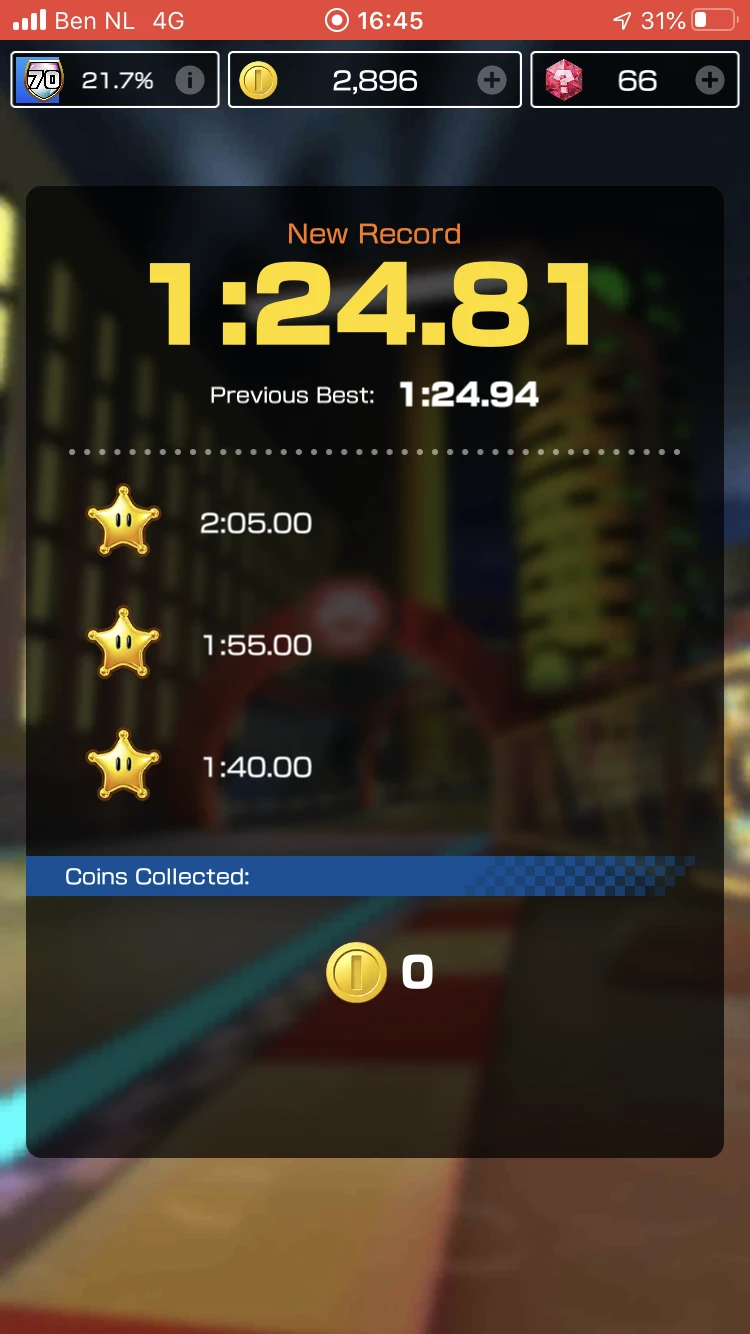 Ben NL 4G 16:45 31%
70 21.7% i 2,896 + ? 66 +
New Record
1:24.81
Previous Best: 1:24.94
2:05.00
1:55.00
1:40.00
Coins Collected:
0